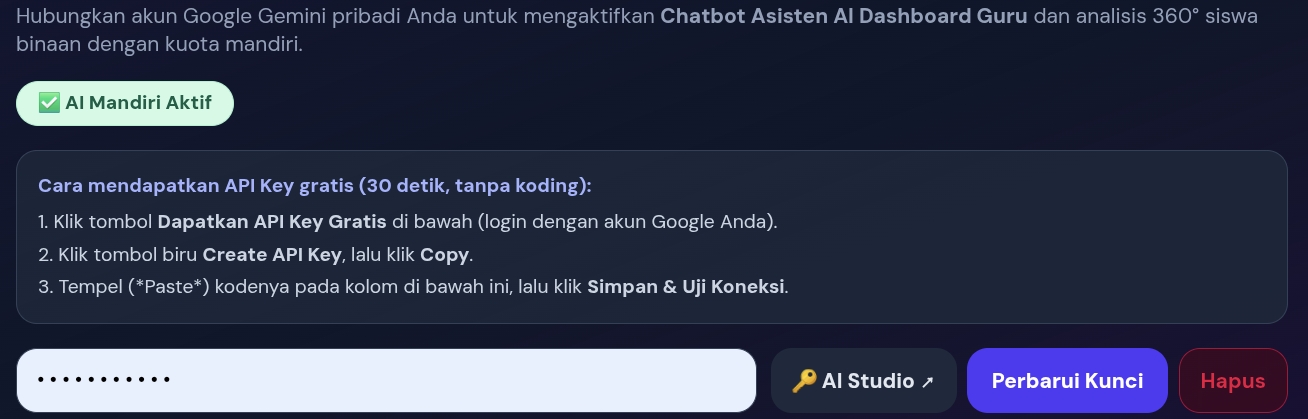 Hubungkan akun Google Gemini pribadi Anda untuk mengaktifkan Chatbot Asisten AI Dashboard Guru dan analisis 360° siswa
binaan dengan kuota mandiri.
✅ AI Mandiri Aktif
Cara mendapatkan API Key gratis (30 detik, tanpa koding):
1. Klik tombol Dapatkan API Key Gratis di bawah (login dengan akun Google Anda).
2. Klik tombol biru Create API Key, lalu klik Copy.
3. Tempel (*Paste*) kodenya pada kolom di bawah ini, lalu klik Simpan & Uji Koneksi.
••••••••••• 🔑 AI Studio ↗ Perbarui Kunci Hapus